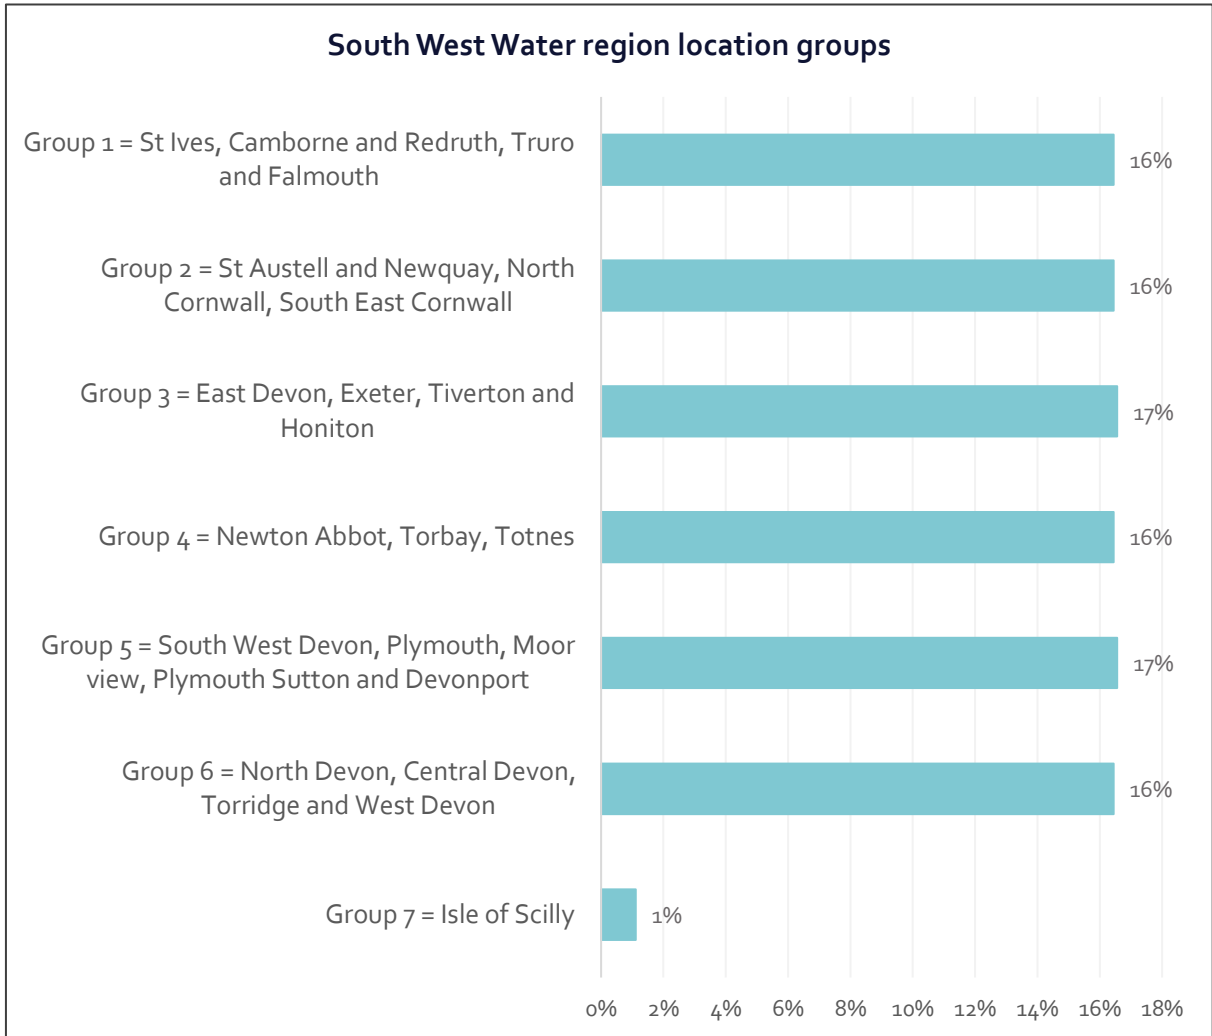 South West Water region location groups
Group 1 = St Ives, Camborne and Redruth, Truro
and Falmouth
16%
Group 2 = St Austell and Newquay, North
Cornwall, South East Cornwall
16%
Group 3 = East Devon, Exeter, Tiverton and
Honiton
17%
Group 4 = Newton Abbot, Torbay, Totnes
16%
Group 5 = South West Devon, Plymouth, Moor
view, Plymouth Sutton and Devonport
17%
Group 6 = North Devon, Central Devon,
Torridge and West Devon
16%
Group 7 = Isle of Scilly
1%
0% 2% 4% 6% 8% 10% 12% 14% 16% 18%